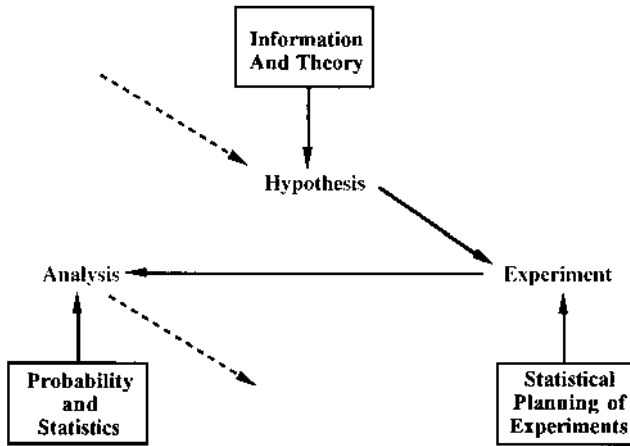 Information
And Theory
Hypothesis
Analysis
Experiment
Probability
and
Statistics
Statistical
Planning of
Experiments